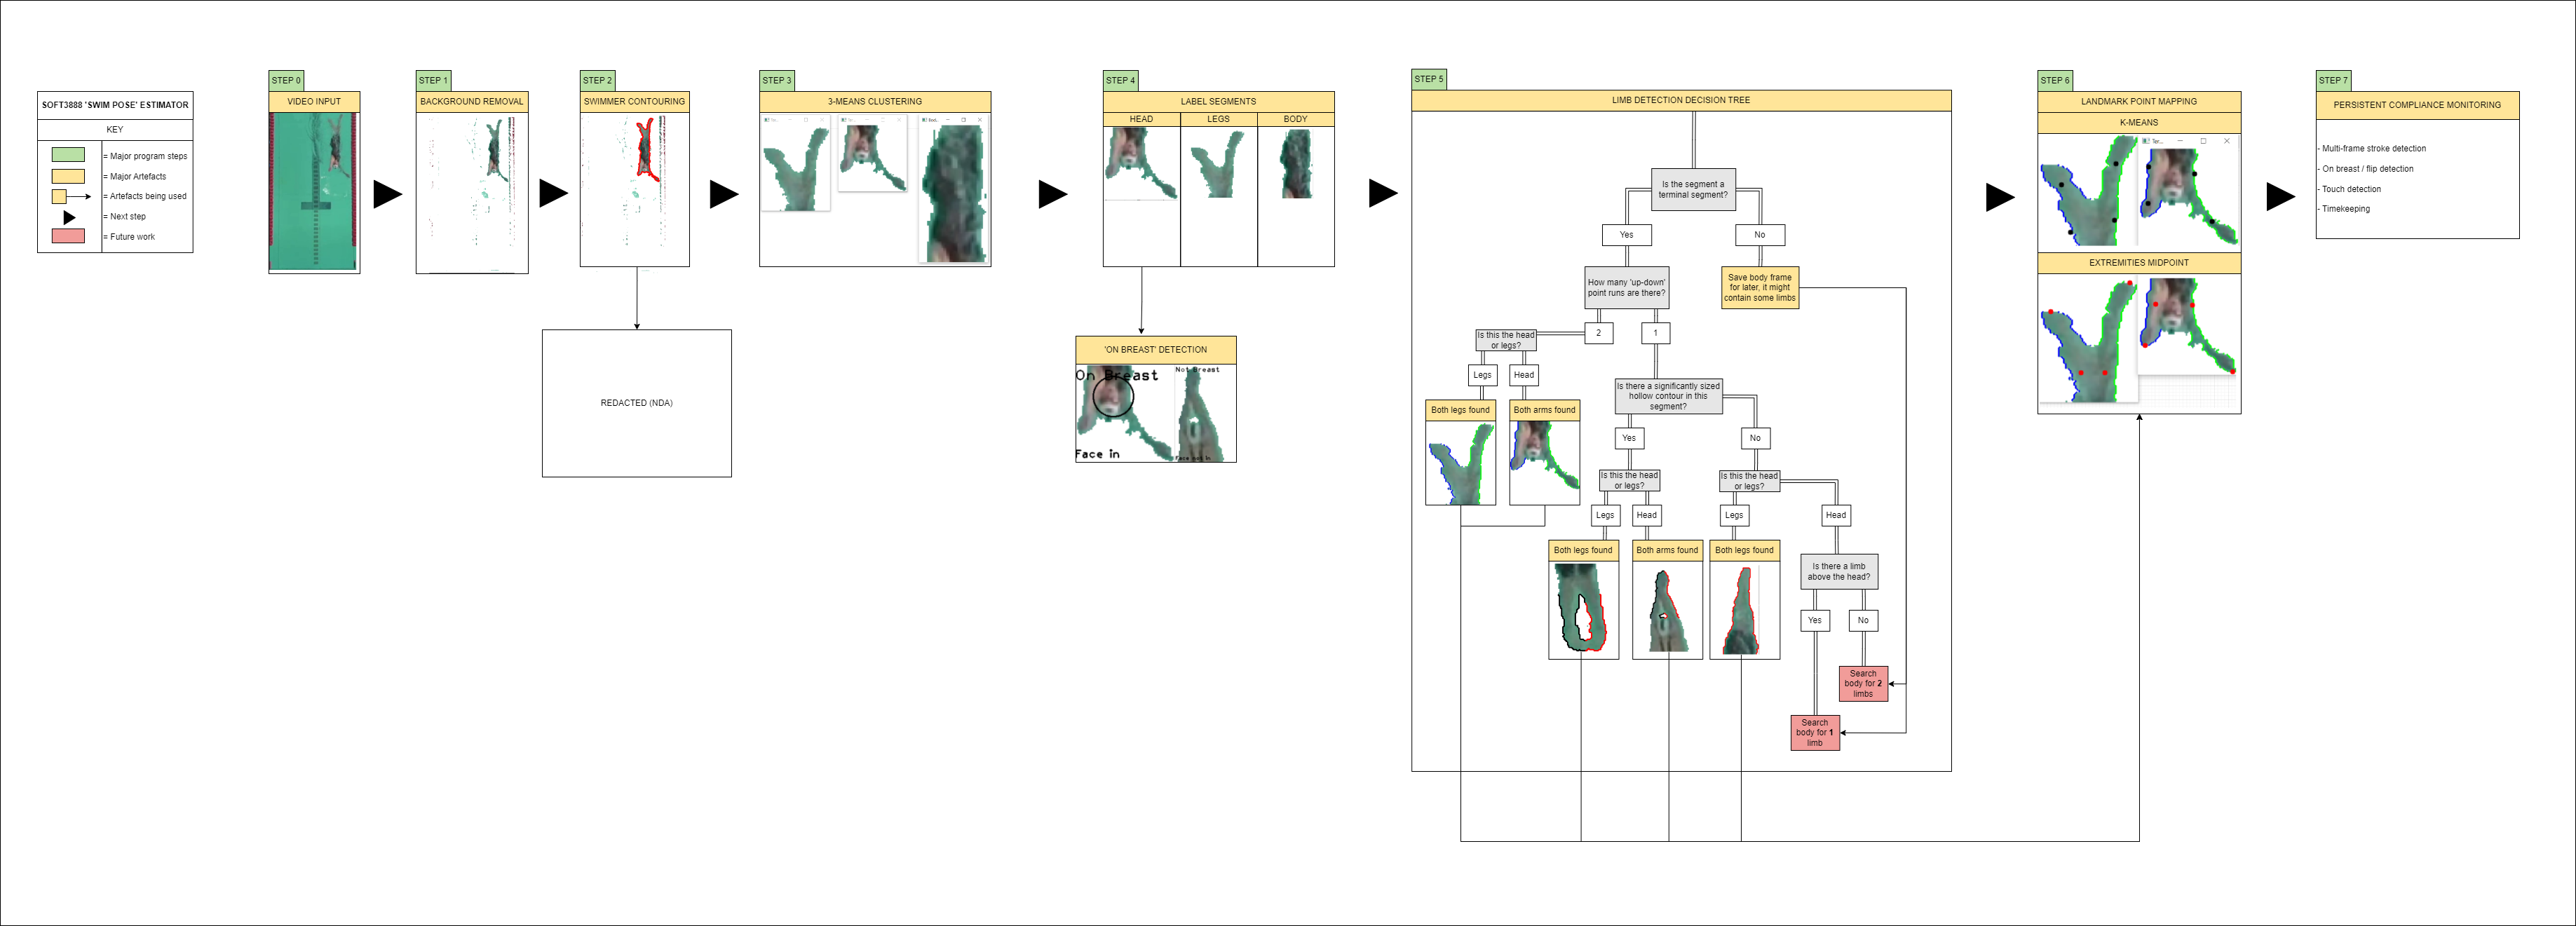 SOFT3888 'SWIM POSE' ESTIMATOR
KEY
= Major program steps
= Major Artefacts
= Artefacts being used
= Next step
= Future work
STEP 0
VIDEO INPUT
STEP 1
BACKGROUND REMOVAL
STEP 2
SWIMMER CONTOURING
REDACTED (NDA)
STEP 3
3-MEANS CLUSTERING
STEP 4
LABEL SEGMENTS
HEAD
LEGS
BODY
'ON BREAST' DETECTION
On Breast
Face in
Not Breast
Face not in
STEP 5
LIMB DETECTION DECISION TREE
Is the segment a
terminal segment?
Yes
No
How many 'up-down'
point runs are there?
Save body frame
for later, it might
contain some limbs
2
1
Is this the head
or legs?
Legs
Head
Both legs found
Both arms found
Is there a significantly sized
hollow contour in this
segment?
Yes
No
Is this the head
or legs?
Is this the head
or legs?
Legs
Head
Legs
Head
Both legs found
Both arms found
Both legs found
Is there a limb
above the head?
Yes
No
Search
body for 2
limbs
Search
body for 1
limb
STEP 6
LANDMARK POINT MAPPING
K-MEANS
Ter...
EXTREMITIES MIDPOINT
STEP 7
PERSISTENT COMPLIANCE MONITORING
- Multi-frame stroke detection
- On breast / flip detection
- Touch detection
- Timekeeping